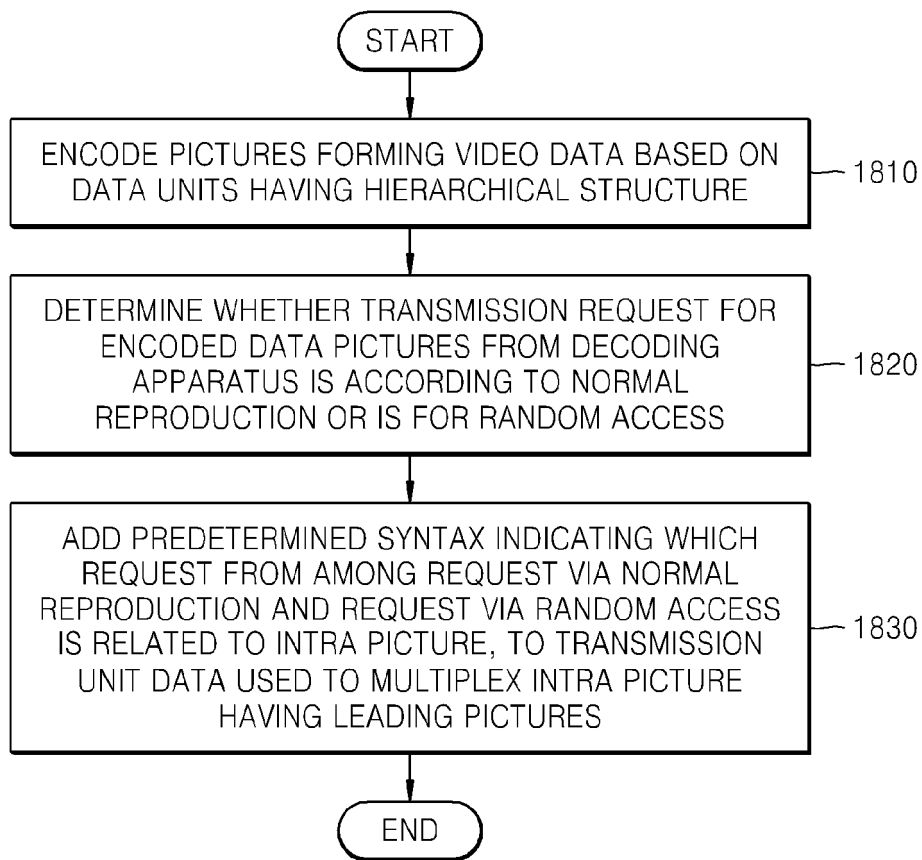 START
ENCODE PICTURES FORMING VIDEO DATA BASED ON
DATA UNITS HAVING HIERARCHICAL STRUCTURE
1810
DETERMINE WHETHER TRANSMISSION REQUEST FOR
ENCODED DATA PICTURES FROM DECODING
APPARATUS IS ACCORDING TO NORMAL
REPRODUCTION OR IS FOR RANDOM ACCESS
1820
ADD PREDETERMINED SYNTAX INDICATING WHICH
REQUEST FROM AMONG REQUEST VIA NORMAL
REPRODUCTION AND REQUEST VIA RANDOM ACCESS
IS RELATED TO INTRA PICTURE, TO TRANSMISSION
UNIT DATA USED TO MULTIPLEX INTRA PICTURE
HAVING LEADING PICTURES
1830
END